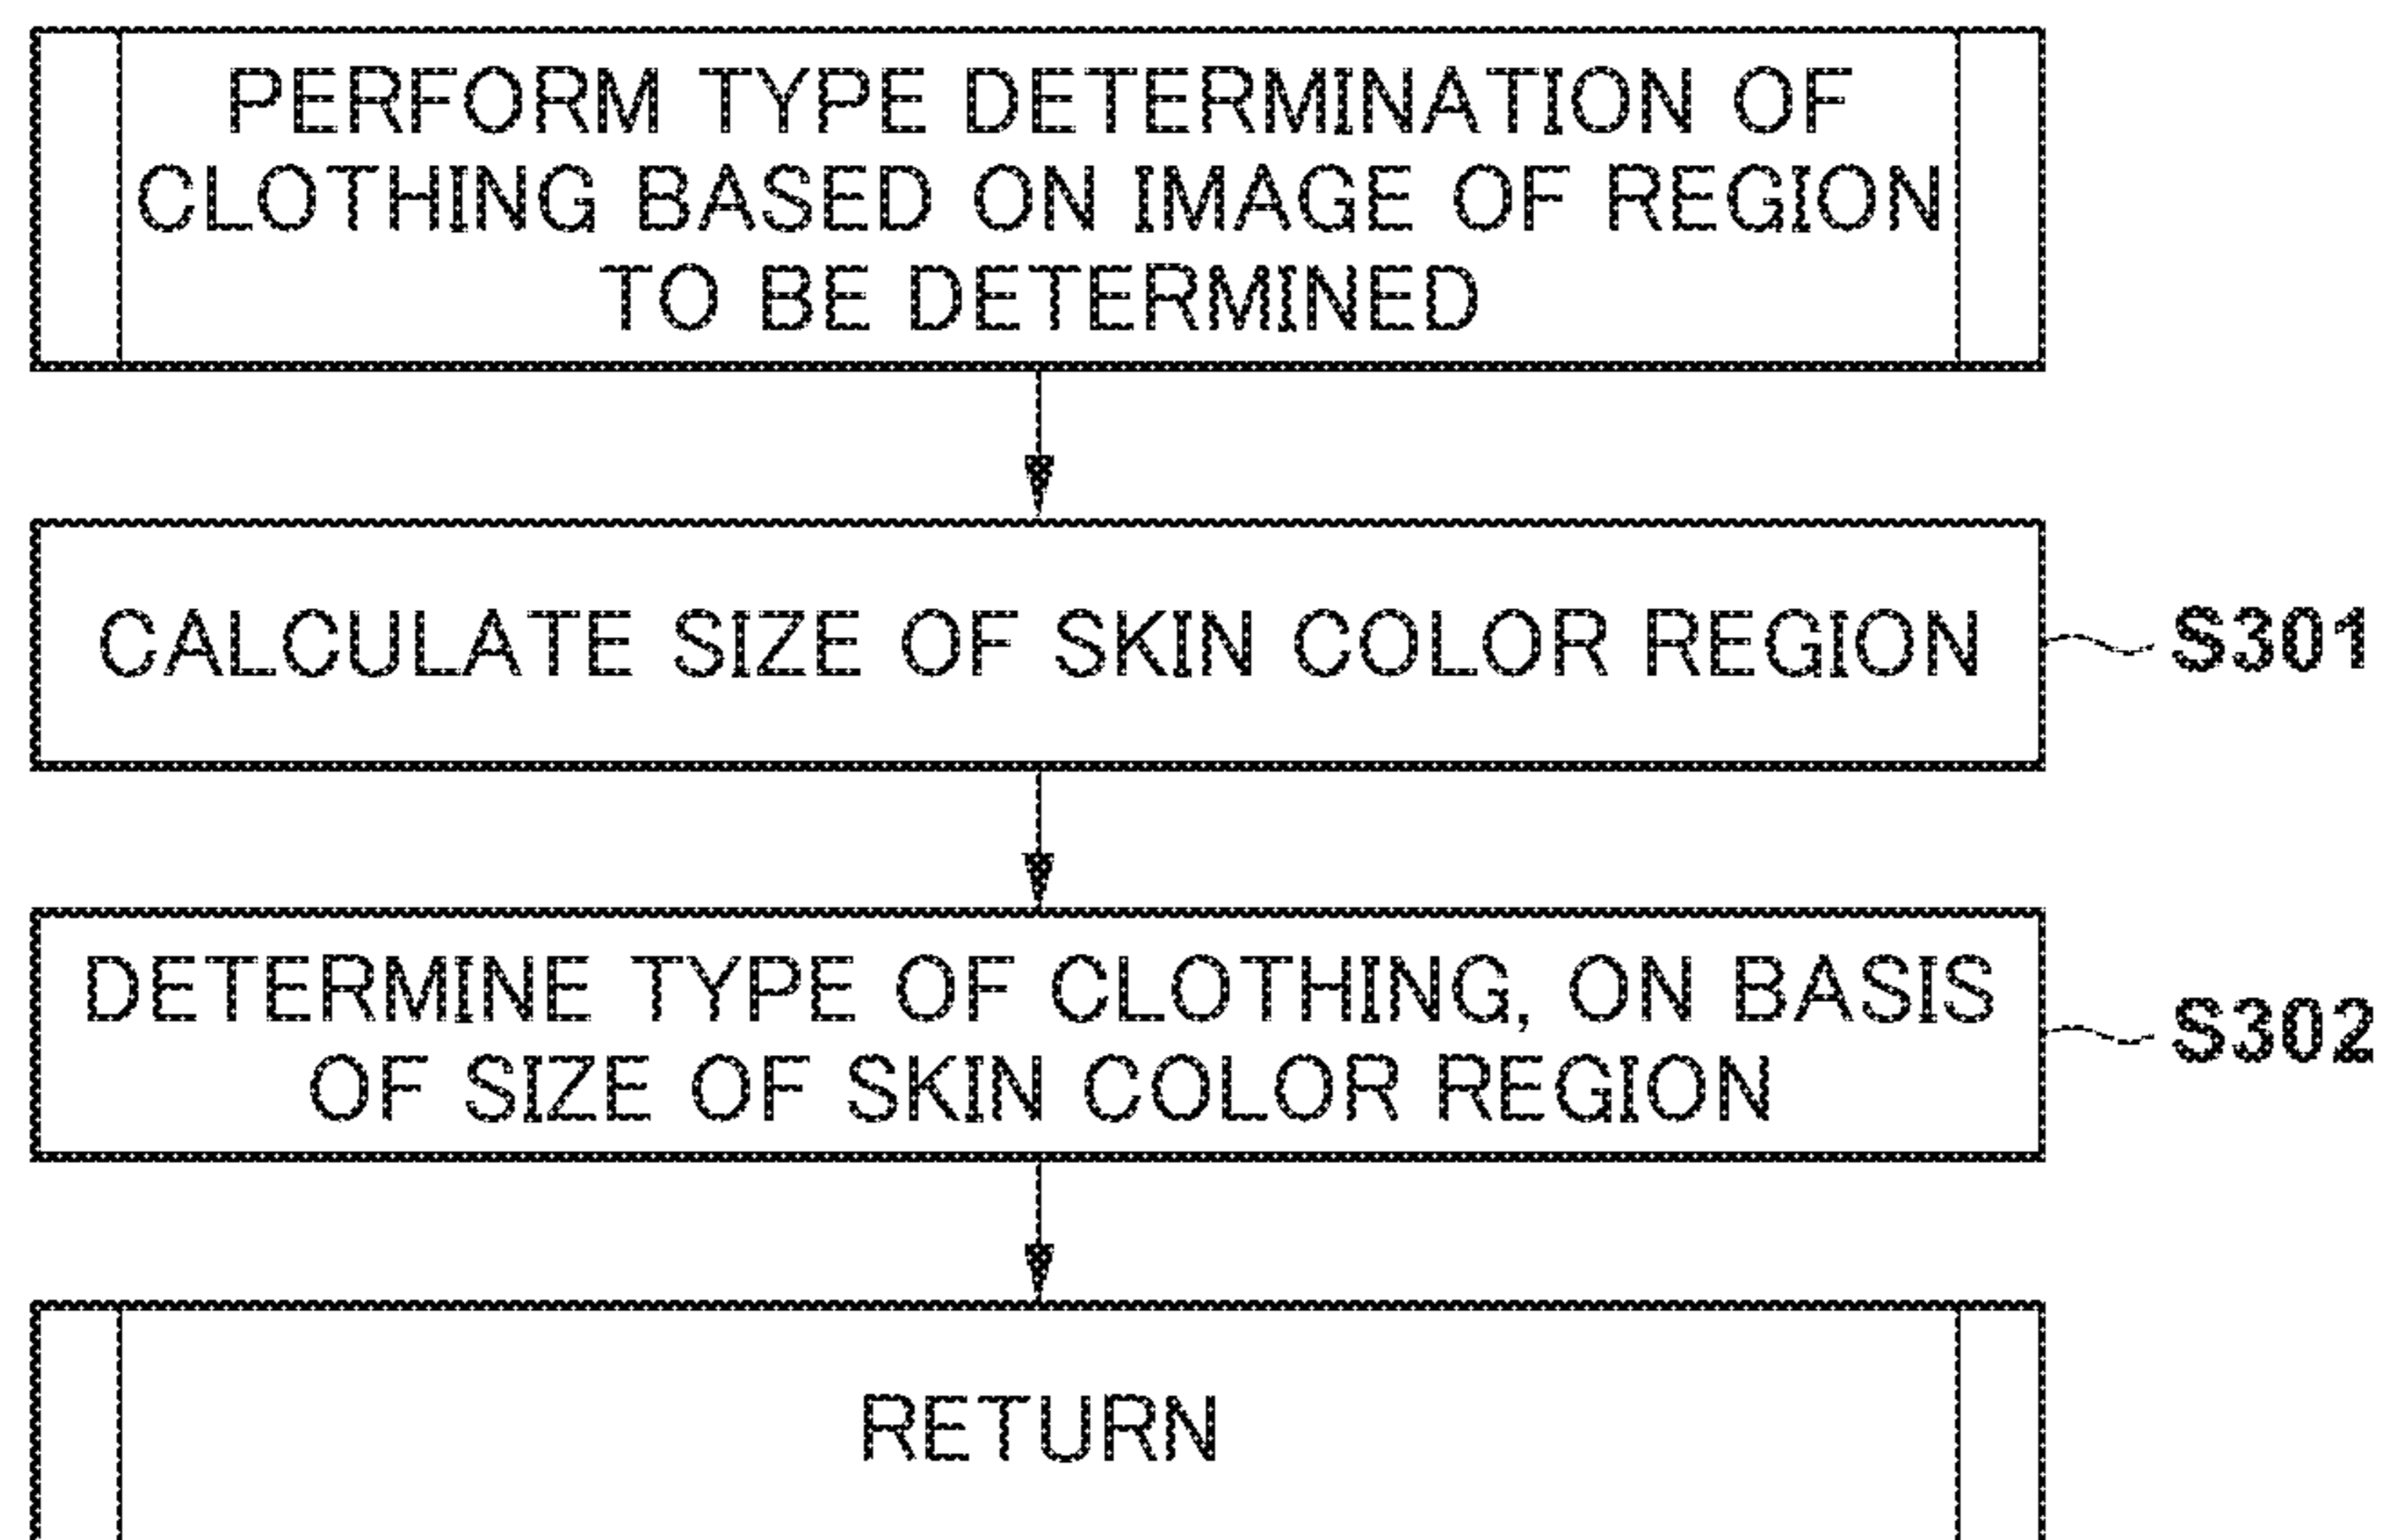 PERFORM TYPE DETERMINATION OF
CLOTHING BASED ON IMAGE OF REGION
TO BE DETERMINED
CALCULATE SIZE OF SKIN COLOR REGION
S301
DETERMINE TYPE OF CLOTHING, ON BASIS
OF SIZE OF SKIN COLOR REGION
S302
RETURN